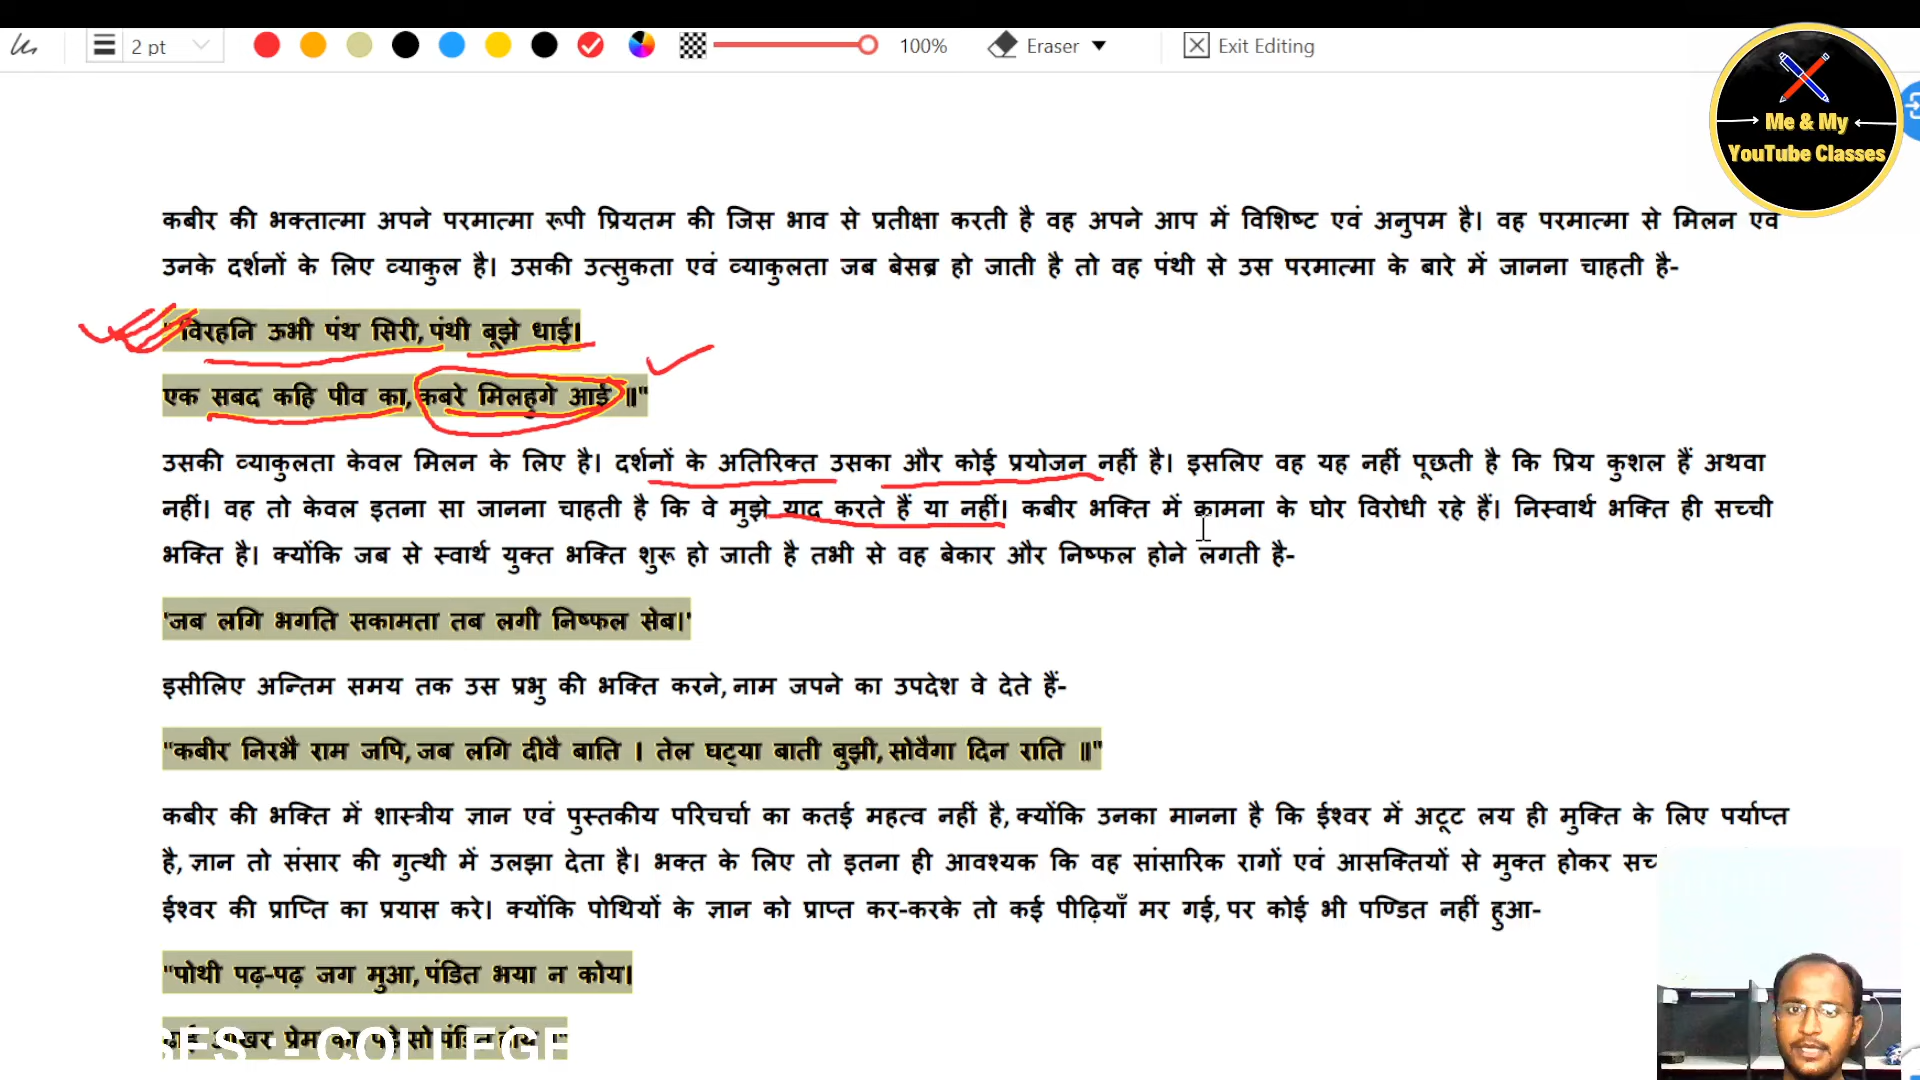 2 pt
100%
Eraser
Exit Editing
Me & My
YouTube Classes
कबीर की भक्तात्मा अपने परमात्मा रूपी प्रियतम की जिस भाव से प्रतीक्षा करती है वह अपने आप में विशिष्ट एवं अनुपम है। वह परमात्मा से मिलन एवं
उनके दर्शनों के लिए व्याकुल है। उसकी उत्सुकता एवं व्याकुलता जब बेसब्र हो जाती है तो वह पंथी से उस परमात्मा के बारे में जानना चाहती है-
"विरहनि ऊभी पंथ सिरी, पंथी बूझे धाई।
एक सबद कहि पीव का, कबरे मिलहुगे आई ॥"
उसकी व्याकुलता केवल मिलन के लिए है। दर्शनों के अतिरिक्त उसका और कोई प्रयोजन नहीं है। इसलिए वह यह नहीं पूछती है कि प्रिय कुशल हैं अथवा
नहीं। वह तो केवल इतना सा जानना चाहती है कि वे मुझे याद करते हैं या नहीं। कबीर भक्ति में कामना के घोर विरोधी रहे हैं। निस्वार्थ भक्ति ही सच्ची
भक्ति है। क्योंकि जब से स्वार्थ युक्त भक्ति शुरू हो जाती है तभी से वह बेकार और निष्फल होने लगती है-
'जब लगि भगति सकामता तब लगी निष्फल सेब।'
इसीलिए अन्तिम समय तक उस प्रभु की भक्ति करने, नाम जपने का उपदेश वे देते हैं-
"कबीर निरभै राम जपि, जब लगि दीवै बाति । तेल घट्या बाती बुझी, सोवैगा दिन राति ॥"
कबीर की भक्ति में शास्त्रीय ज्ञान एवं पुस्तकीय परिचर्चा का कतई महत्व नहीं है, क्योंकि उनका मानना है कि ईश्वर में अटूट लय ही मुक्ति के लिए पर्याप्त
है, ज्ञान तो संसार की गुत्थी में उलझा देता है। भक्त के लिए तो इतना ही आवश्यक कि वह सांसारिक रागों एवं आसक्तियों से मुक्त होकर
ईश्वर की प्राप्ति का प्रयास करे। क्योंकि पोथियों के ज्ञान को प्राप्त कर-करके तो कई पीढ़ियाँ मर गई, पर कोई भी पण्डित नहीं हुआ-
"पोथी पढ़-पढ़ जग मुआ, पंडित भया न कोय।
प्रेम का पढ़े सो पंडित होय ॥"
SES :- COLLEGE